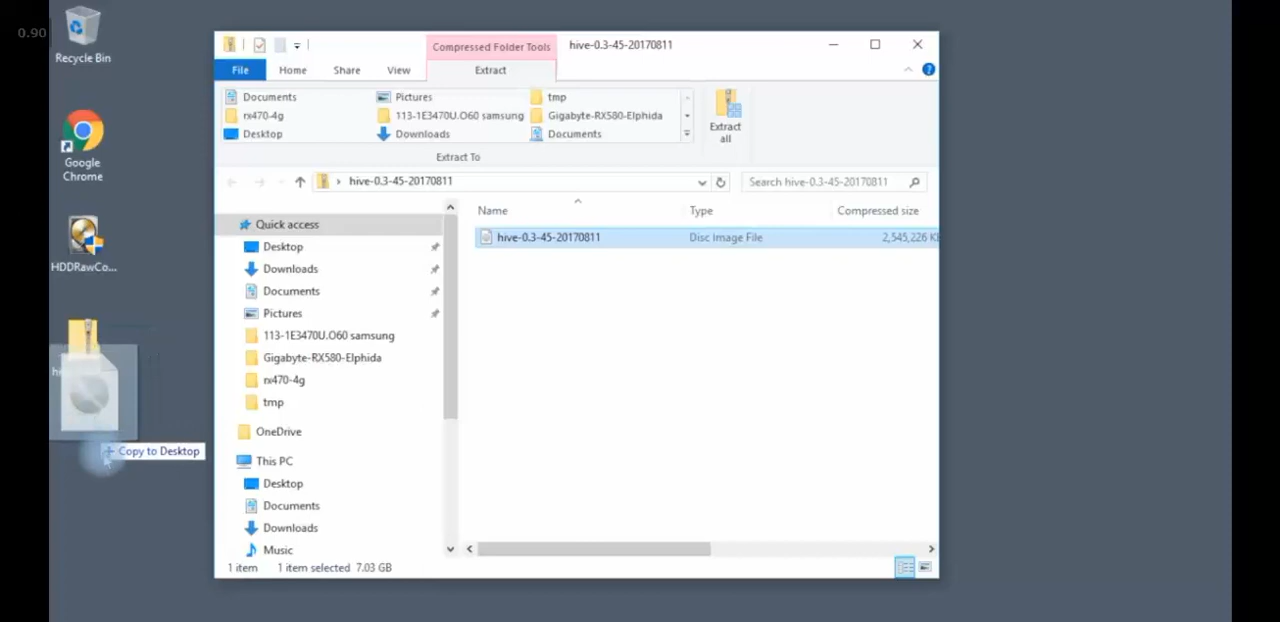 0.90
Recycle Bin
Google
Chrome
HDDRawCo...
Copy to Desktop
Compressed Folder Tools
hive-0.3-45-20170811
File
Home
Share
View
Extract
Documents
Pictures
tmp
rx470-4g
113-1E3470U.O60 samsung
Gigabyte-RX580-Elphida
Desktop
Downloads
Documents
Extract
all
Extract To
hive-0.3-45-20170811
Search hive-0.3-45-20170811
Quick access
Desktop
Downloads
Documents
Pictures
113-1E3470U.O60 samsung
Gigabyte-RX580-Elphida
rx470-4g
tmp
OneDrive
This PC
Desktop
Documents
Downloads
Music
Name
Type
Compressed size
hive-0.3-45-20170811
Disc Image File
2,545,226 K
1 item
1 item selected 7.03 GB